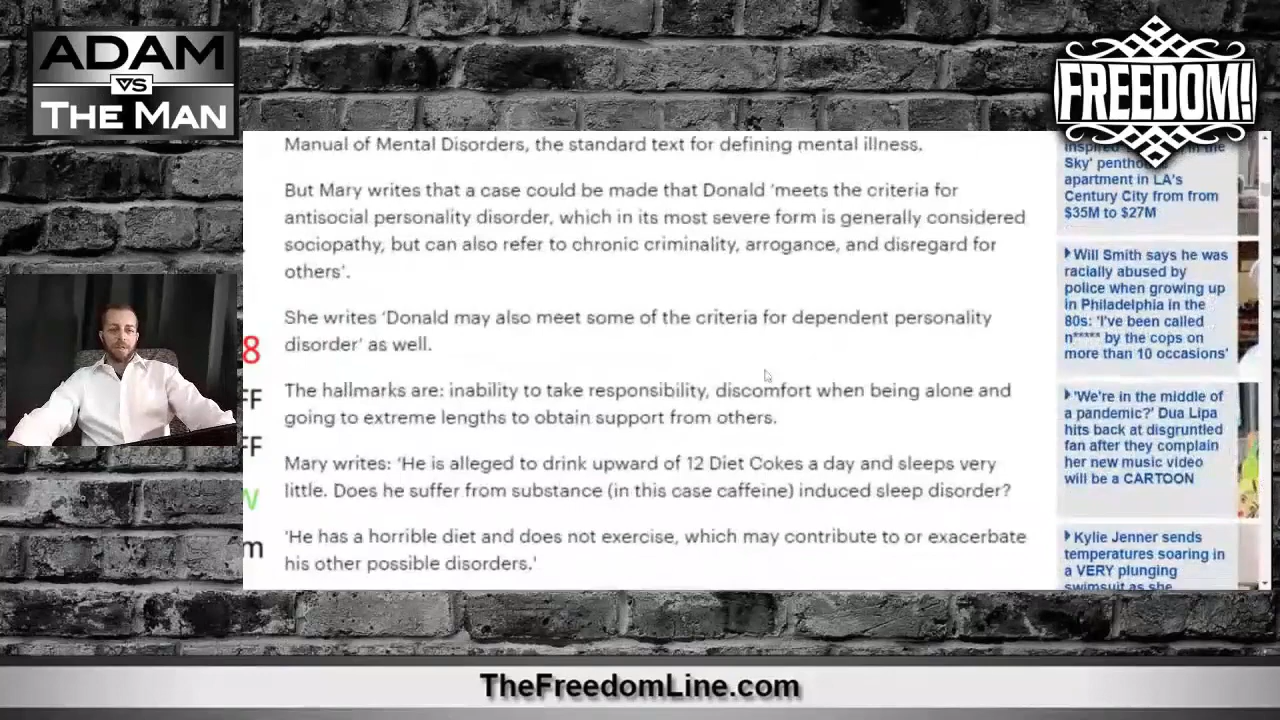 ADAM
VS
THE MAN
FREEDOM!
Manual of Mental Disorders, the standard text for defining mental illness.
But Mary writes that a case could be made that Donald 'meets the criteria for
antisocial personality disorder, which in its most severe form is generally considered
sociopathy, but can also refer to chronic criminality, arrogance, and disregard for
others'.
She writes 'Donald may also meet some of the criteria for dependent personality
disorder' as well.
The hallmarks are: inability to take responsibility, discomfort when being alone and
going to extreme lengths to obtain support from others.
Mary writes: 'He is alleged to drink upward of 12 Diet Cokes a day and sleeps very
little. Does he suffer from substance (in this case caffeine) induced sleep disorder?
'He has a horrible diet and does not exercise, which may contribute to or exacerbate
his other possible disorders.'
8
FF
FF
m
inspired in the
Sky'
apartment in LA's
Century City from from
$35M to $27M
Will Smith says he was
racially abused by
police when growing up
in Philadelphia in the
80s: 'I've been called
n***** by the cops on
more than 10 occasions'
'We're in the middle of
a pandemic?' Dua Lipa
hits back at disgruntled
fan after they complain
her new music video
will be a CARTOON
Kylie Jenner sends
temperatures soaring in
a VERY plunging
swimsuit as she
TheFreedomLine.com